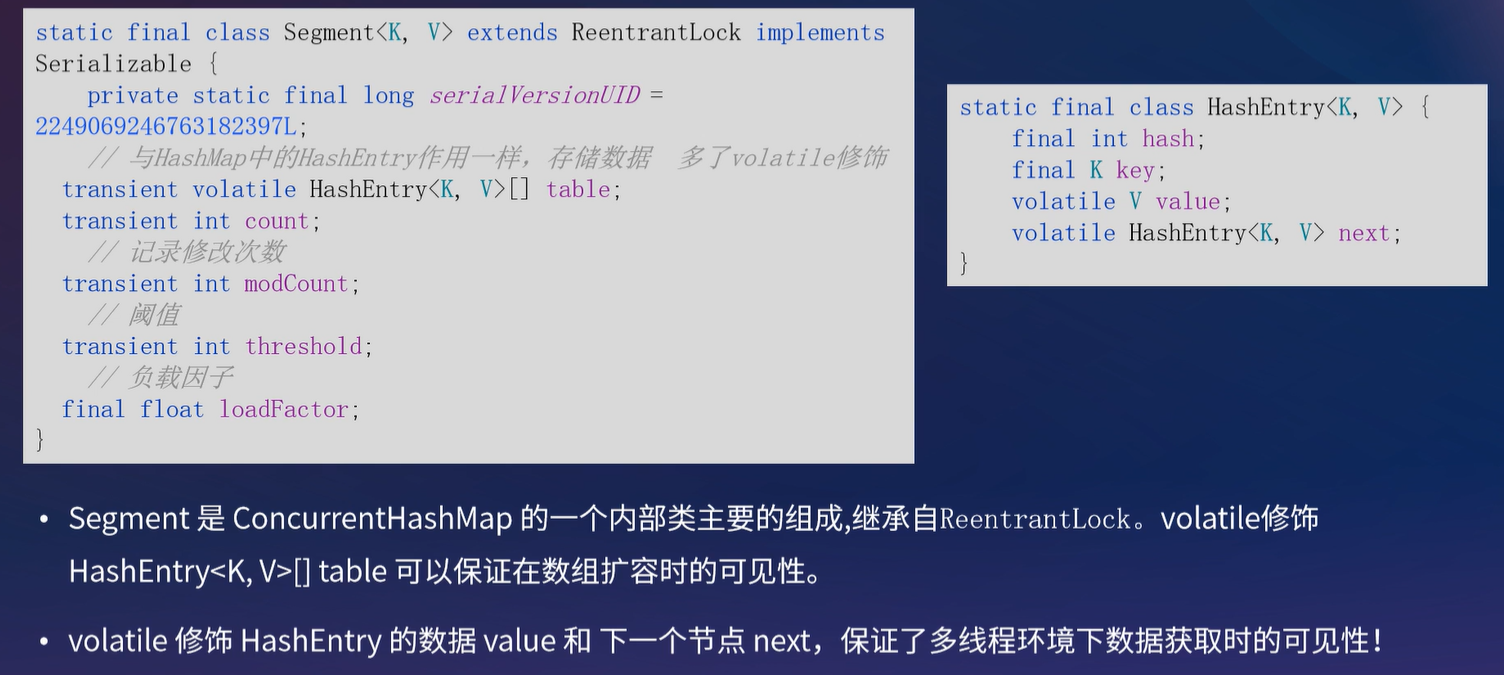 static final class Segment<K, V> extends ReentrantLock implements
Serializable {
private static final long serialVersionUID =
2249069246763182397L;
// 与HashMap中的HashEntry作用一样，存储数据 多了volatile修饰
transient volatile HashEntry<K, V>[] table;
transient int count;
// 记录修改次数
transient int modCount;
// 阈值
transient int threshold;
// 负载因子
final float loadFactor;
}
static final class HashEntry<K, V> {
final int hash;
final K key;
volatile V value;
volatile HashEntry<K, V> next;
}
• Segment 是 ConcurrentHashMap 的一个内部类主要的组成,继承自ReentrantLock。volatile修饰
HashEntry<K, V>[] table 可以保证在数组扩容时的可见性。
• volatile 修饰 HashEntry 的数据 value 和 下一个节点 next，保证了多线程环境下数据获取时的可见性！